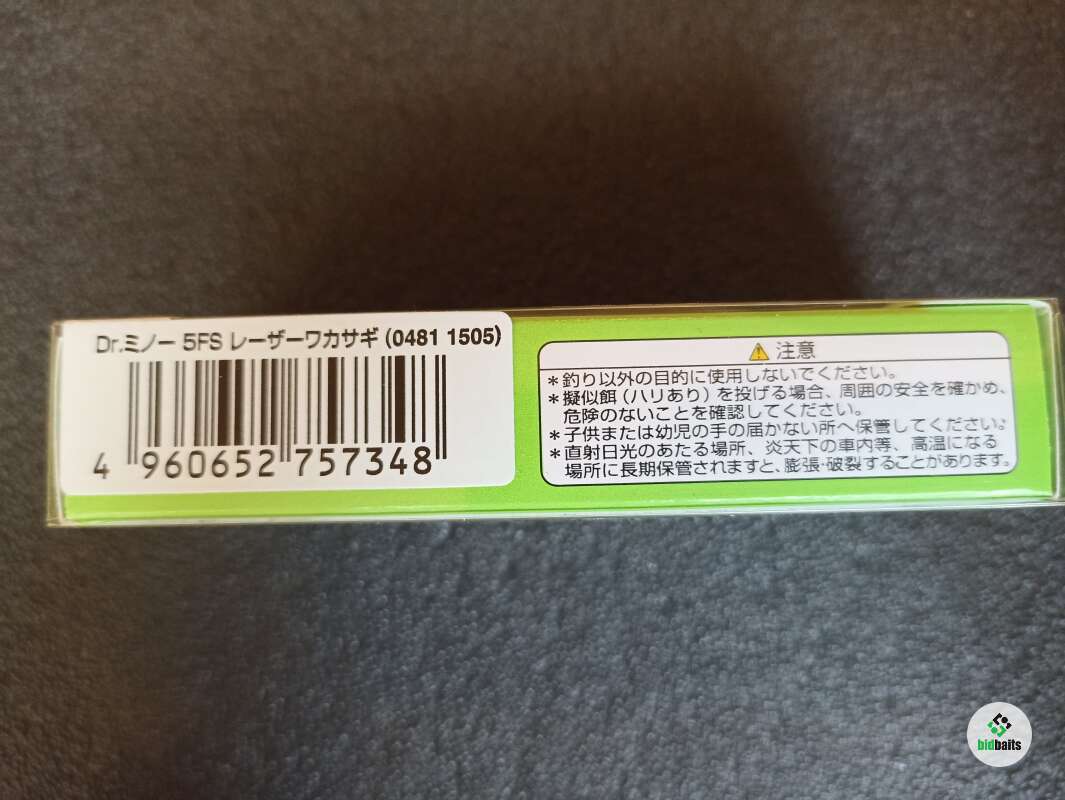 Dr.ミノー 5FS レーザーワカサギ (0481 1505)
4 960652 757348
注意
＊釣り以外の目的に使用しないでください。
＊擬似餌（ハリあり）を投げる場合、周囲の安全を確かめ、
危険のないことを確認してください。
＊子供または幼児の手の届かない所へ保管してください。
＊直射日光のあたる場所、炎天下の車内等、高温になる
場所に長期保管されますと、膨張・破裂することがあります。
bidbaits